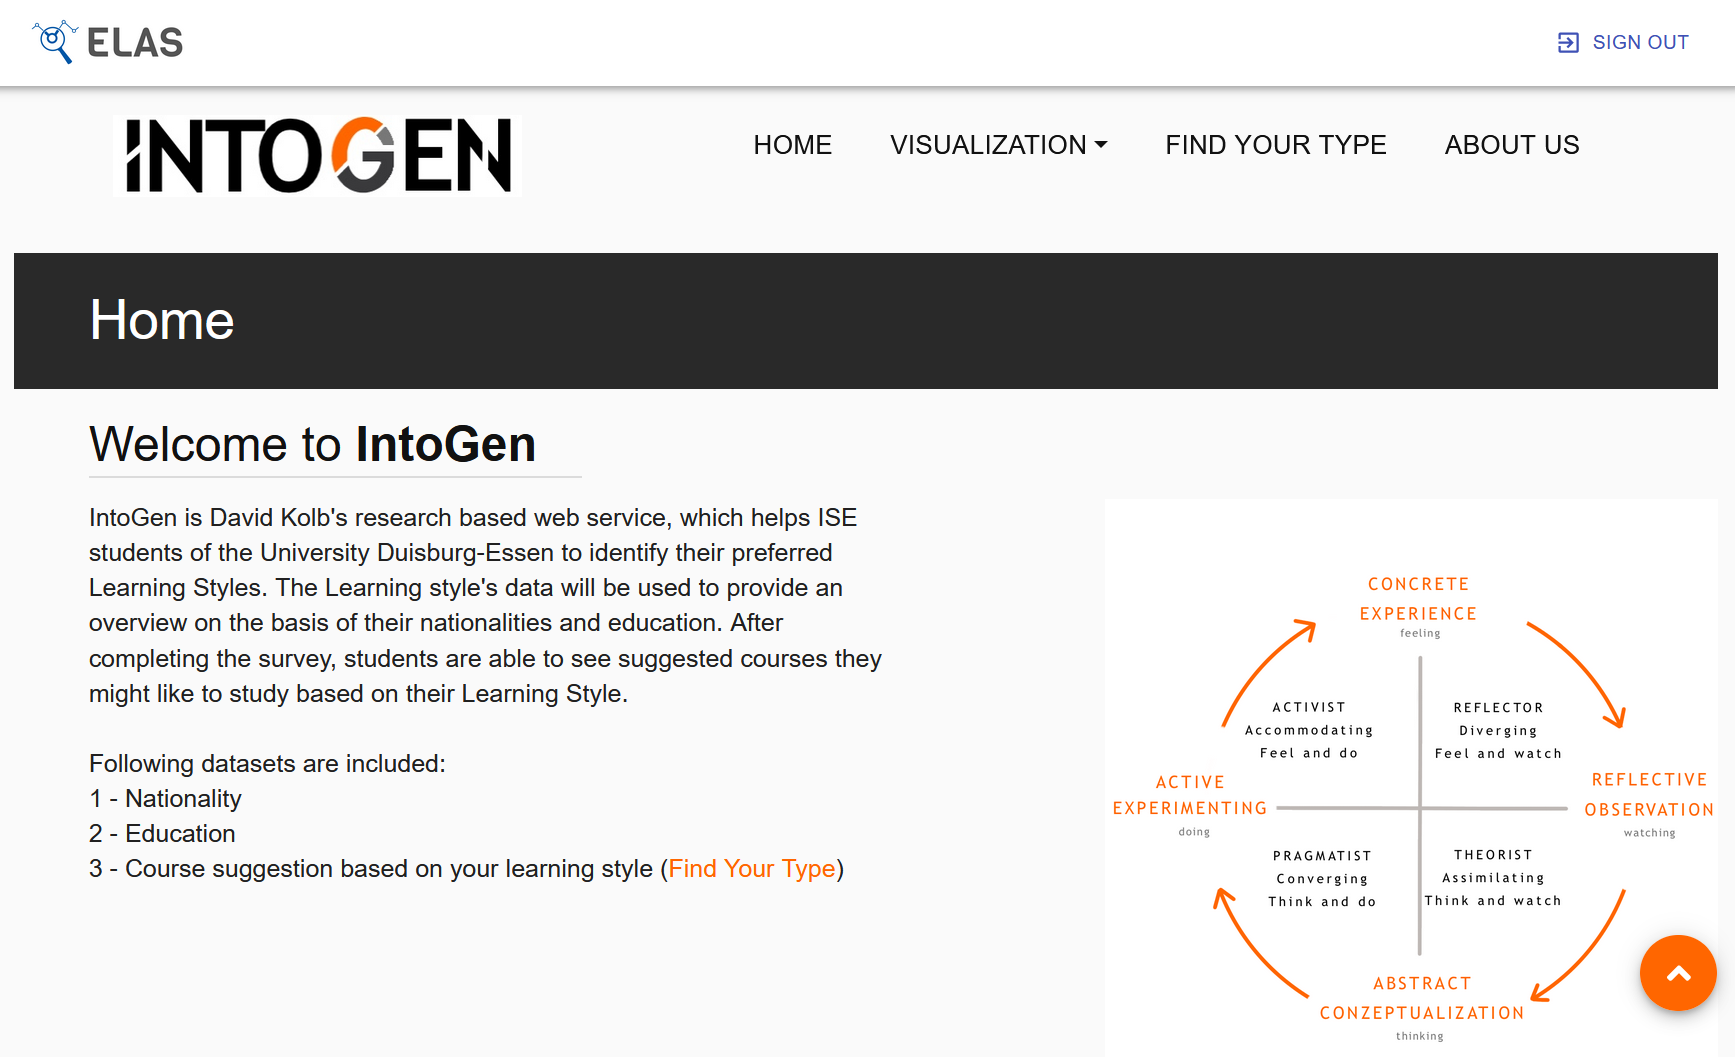 ELAS
SIGN OUT
INTOGEN
HOME
VISUALIZATION
FIND YOUR TYPE
ABOUT US
Home
Welcome to IntoGen
IntoGen is David Kolb's research based web service, which helps ISE
students of the University Duisburg-Essen to identify their preferred
Learning Styles. The Learning style's data will be used to provide an
overview on the basis of their nationalities and education. After
completing the survey, students are able to see suggested courses they
might like to study based on their Learning Style.
Following datasets are included:
1 - Nationality
2 - Education
3 - Course suggestion based on your learning style (Find Your Type)
CONCRETE
EXPERIENCE
feeling
ACTIVIST
Accommodating
Feel and do
REFLECTOR
Diverging
Feel and watch
ACTIVE
EXPERIMENTING
doing
REFLECTIVE
OBSERVATION
watching
PRAGMATIST
Converging
Think and do
THEORIST
Assimilating
Think and watch
ABSTRACT
CONZEPTUALIZATION
thinking